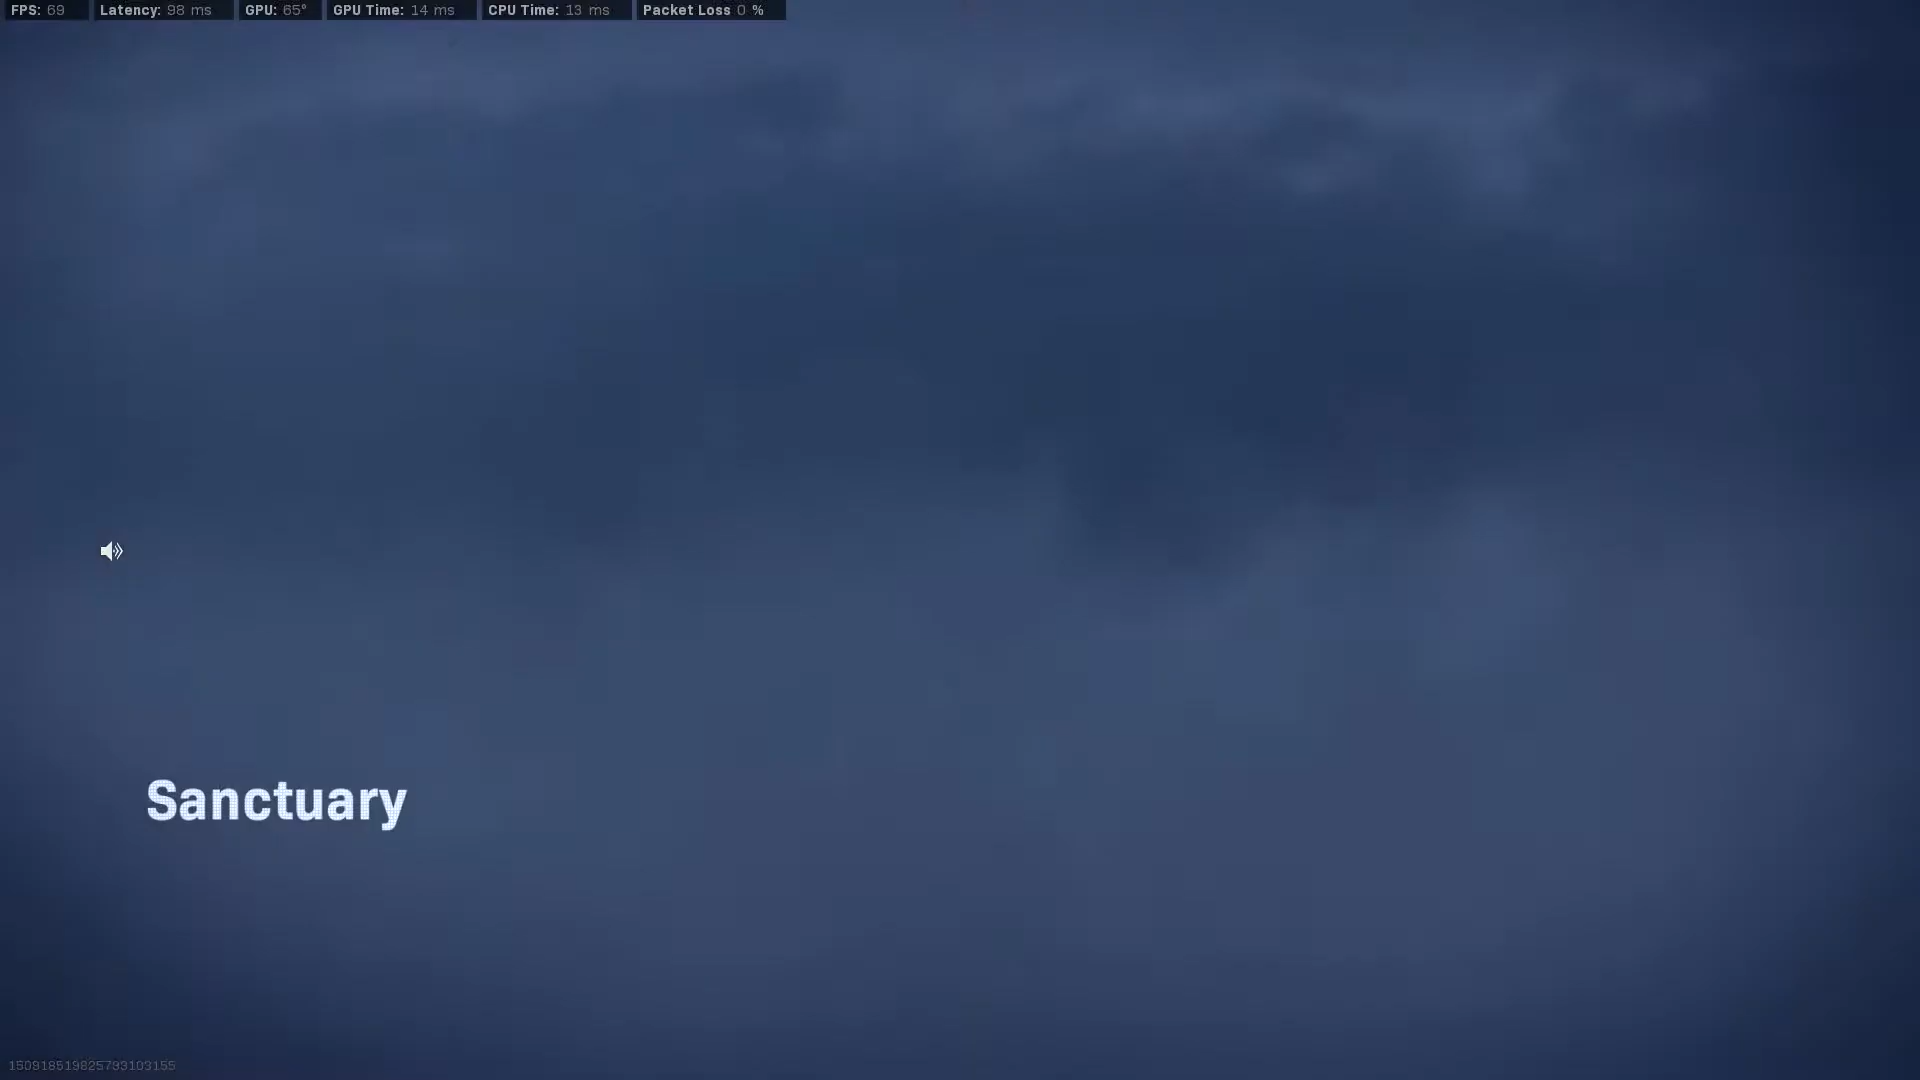 FPS: 69 Latency: 98 ms GPU: 65° GPU Time: 14 ms CPU Time: 13 ms Packet Loss 0 %
Sanctuary
150918519825793103155